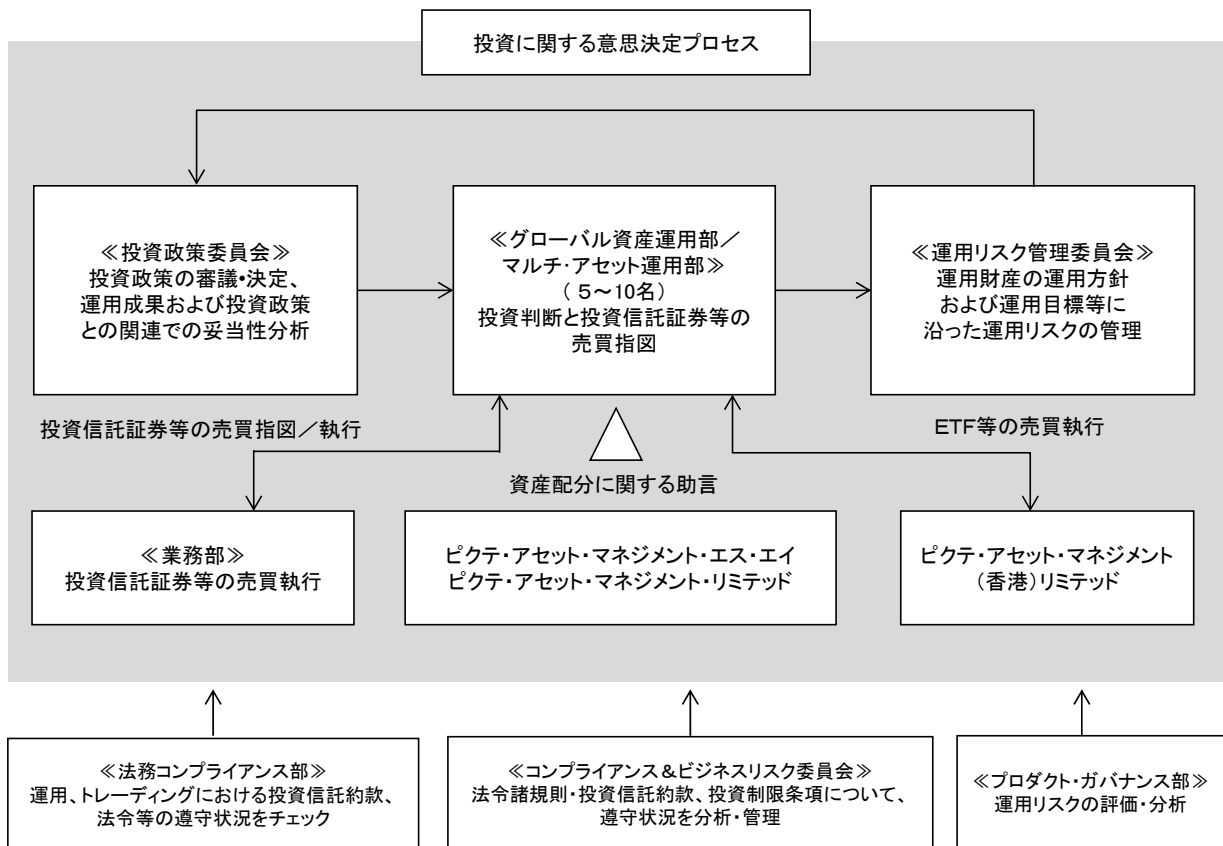 投資に関する意思決定プロセス
≪投資政策委員会≫
投資政策の審議・決定、
運用成果および投資政策
との関連での妥当性分析
≪グローバル資産運用部／
マルチ・アセット運用部≫
（ ５～10名）
投資判断と投資信託証券等の
売買指図
≪運用リスク管理委員会≫
運用財産の運用方針
および運用目標等に
沿った運用リスクの管理
投資信託証券等の売買指図／執行
ETF等の売買執行
資産配分に関する助言
≪業務部≫
投資信託証券等の売買執行
ピクテ・アセット・マネジメント・エス・エイ
ピクテ・アセット・マネジメント・リミテッド
ピクテ・アセット・マネジメント
（香港）リミテッド
≪法務コンプライアンス部≫
運用、トレーディングにおける投資信託約款、
法令等の遵守状況をチェック
≪コンプライアンス＆ビジネスリスク委員会≫
法令諸規則・投資信託約款、投資制限条項について、
遵守状況を分析・管理
≪プロダクト・ガバナンス部≫
運用リスクの評価・分析